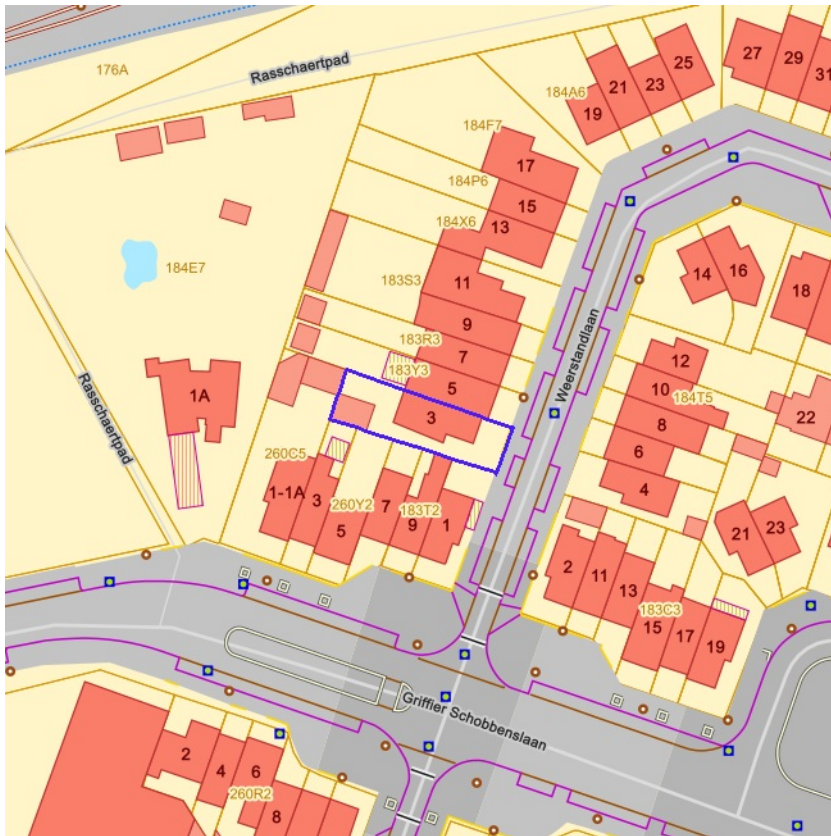 176A
Rasschaertpad
27
29
31
25
21
23
19
184A6
184F7
17
184P6
15
13
184X6
184E7
11
183S3
14
16
18
9
183R3
7
183Y3
5
3
Weerstandlaan
12
10
184T5
8
22
6
4
1A
Rasschaertpad
260C5
1-1A
3
260Y2
5
7
9
183T2
1
21
23
2
11
13
183C3
15
17
19
Griffier Schobbenslaan
2
4
6
260R2
8